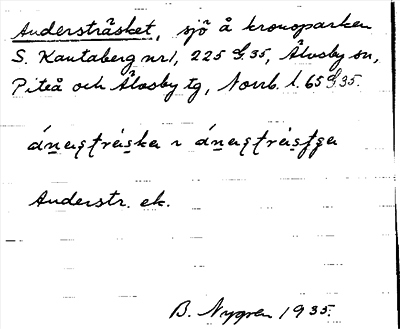 Andersträsket, sjö å kronoparken
S. Kantaberg nr 1, 225 G.35, Älvsby sn,
Piteå och Älvsby tg, Norrb. l. 65 G 35.
Anderstr. ek.
B. Nygren 1935.